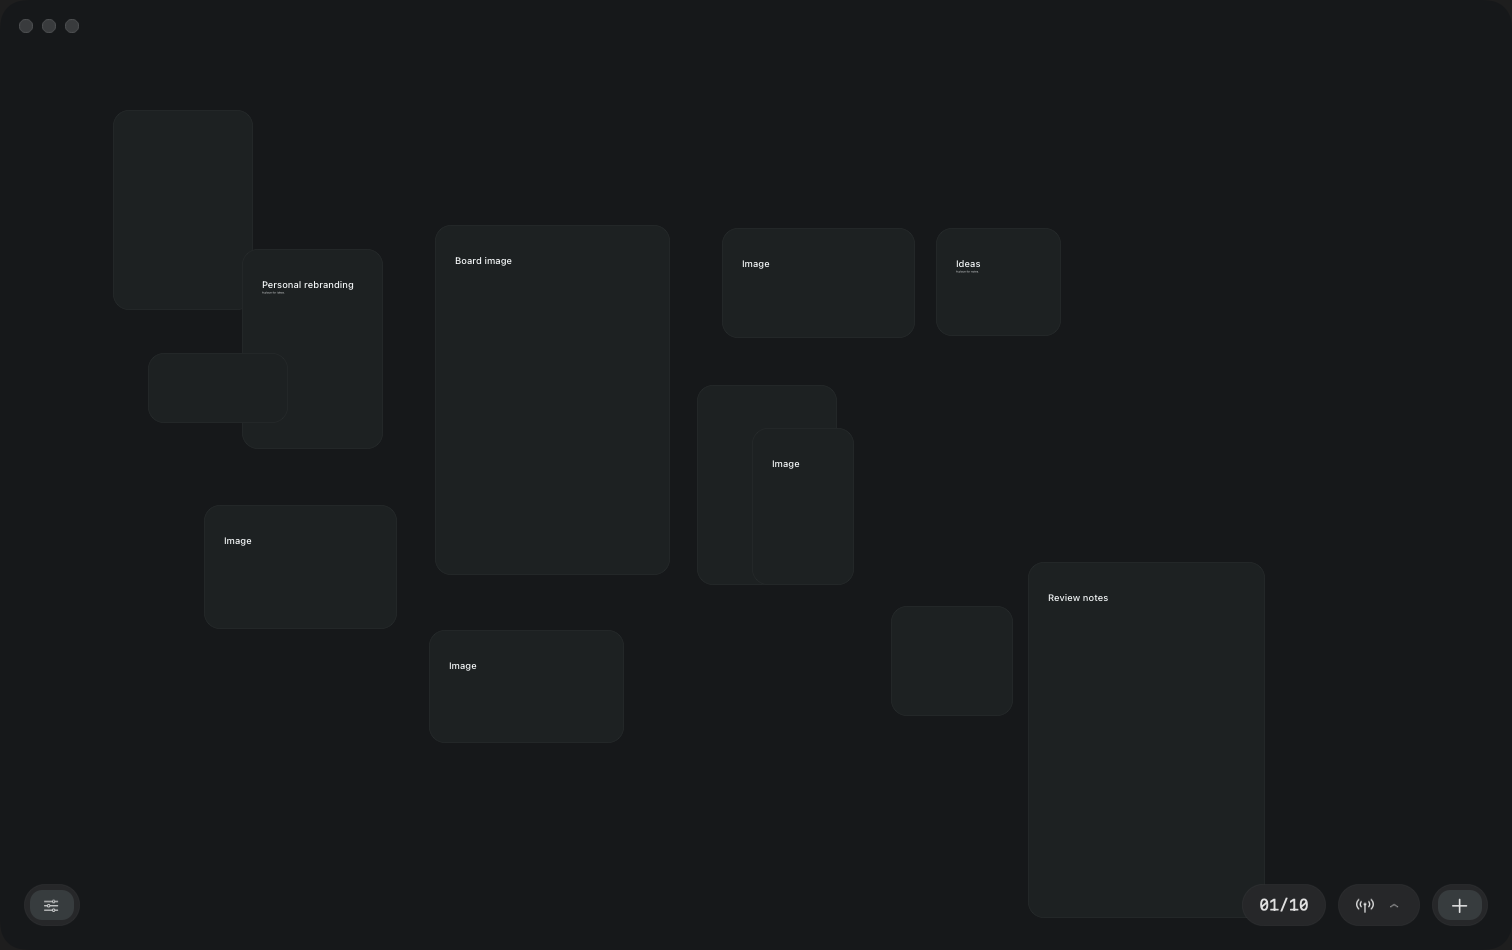 Personal rebranding
Board image
Image
Ideas
Image
Image
Image
Review notes
01/10